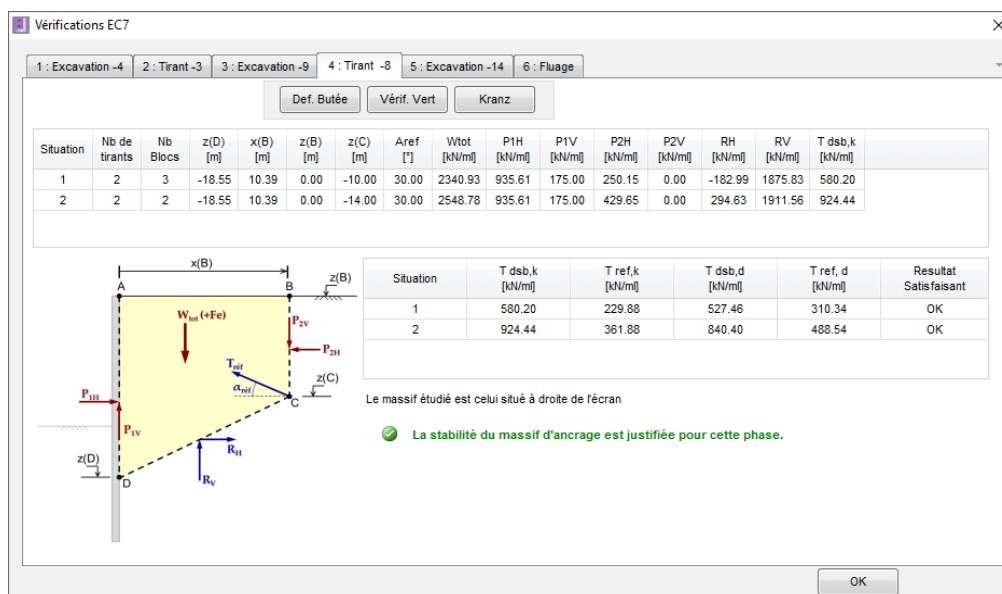 Vérifications EC7
1 : Excavation -4 2 : Tirant -3 3 : Excavation -9 4 : Tirant -8 5 : Excavation -14 6 : Fluage
Def. Butée Vérif. Vert Kranz
Situation Nb de tirants Nb Blocs z(D) [m] x(B) [m] z(B) [m] z(C) [m] Aref [°] Wtot [kN/ml] P1H [kN/ml] P1V [kN/ml] P2H [kN/ml] P2V [kN/ml] RH [kN/ml] RV [kN/ml] T dsb,k [kN/ml]
1 2 3 -18.55 10.39 0.00 -10.00 30.00 2340.93 935.61 175.00 250.15 0.00 -182.99 1875.83 580.20
2 2 2 -18.55 10.39 0.00 -14.00 30.00 2548.78 935.61 175.00 429.65 0.00 294.63 1911.56 924.44
x(B)
A B z(B)
W tot (+Fe)
P2V
P2H
Tréf
αréf
z(C)
C
P1H
P1V
RH
z(D)
D
RV
Situation T dsb,k [kN/ml] T ref,k [kN/ml] T dsb,d [kN/ml] T ref, d [kN/ml] Resultat Satisfaisant
1 580.20 229.88 527.46 310.34 OK
2 924.44 361.88 840.40 488.54 OK
Le massif étudié est celui situé à droite de l'écran
La stabilité du massif d'ancrage est justifiée pour cette phase.
OK